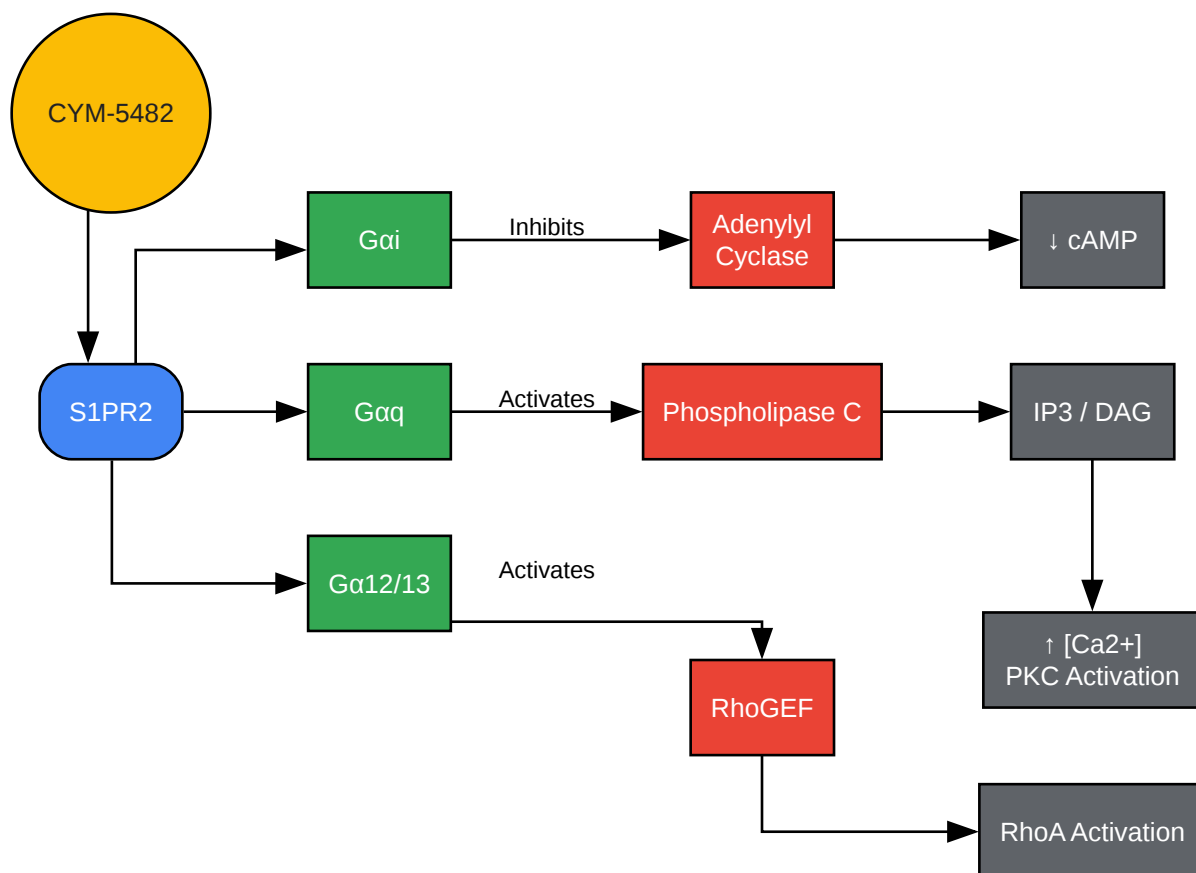 CYM-5482
Gαi
Inhibits
Adenylyl
Cyclase
↓ cAMP
S1PR2
Gαq
Activates
Phospholipase C
IP3 / DAG
Gα12/13
Activates
↑ [Ca2+]
PKC Activation
RhoGEF
RhoA Activation